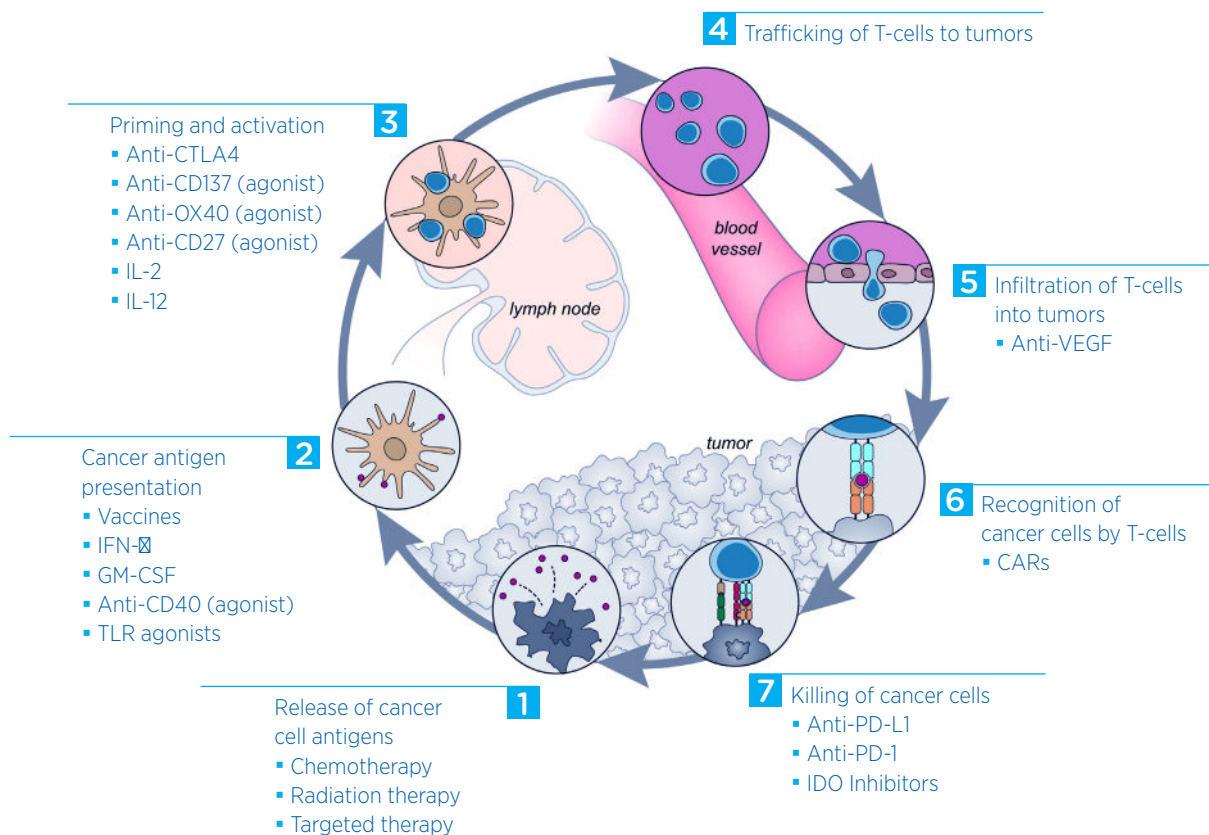 1
Release of cancer
cell antigens
▪ Chemotherapy
▪ Radiation therapy
▪ Targeted therapy
2
Cancer antigen
presentation
▪ Vaccines
▪ IFN-
▪ GM-CSF
▪ Anti-CD40 (agonist)
▪ TLR agonists
3
Priming and activation
▪ Anti-CTLA4
▪ Anti-CD137 (agonist)
▪ Anti-OX40 (agonist)
▪ Anti-CD27 (agonist)
▪ IL-2
▪ IL-12
4 Trafficking of T-cells to tumors
5 Infiltration of T-cells
into tumors
▪ Anti-VEGF
6 Recognition of
cancer cells by T-cells
▪ CARs
7 Killing of cancer cells
▪ Anti-PD-L1
▪ Anti-PD-1
▪ IDO Inhibitors
lymph node
blood
vessel
tumor